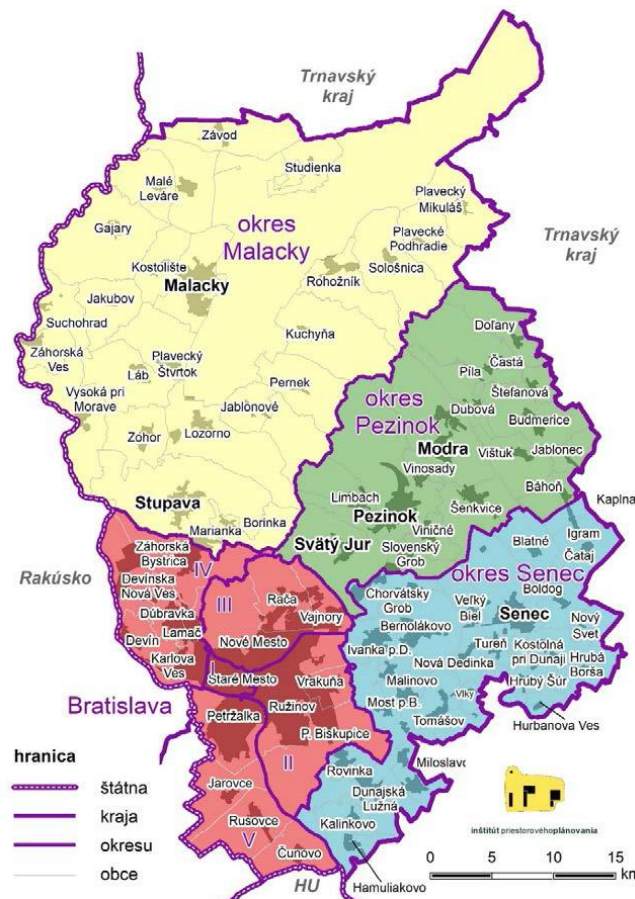 Trnavský
kraj
Závod
Studienka
Malé
Leváre
Plavecký
Mikuláš
Gajary
okres
Malacky
Plavecké
Podhradie
Trnavský
kraj
Kostolište
Malacky
Rohožník
Sološnica
Jakubov
Suchohrad
Kuchyňa
Doľany
Záhorská
Ves
Láb
Plavecký
Štvrtok
Píla
Častá
Vysoká pri
Morave
Pernek
Jablonové
okres
Pezinok
Štefanová
Dubová
Budmerice
Zohor
Lozorno
Modra
Vištuk
Jablonec
Vinosady
Stupava
Limbach
Báhoň
Kaplna
Marianka
Borinka
Pezinok
Šenkvice
Viničné
Svätý Jur
Slovenský
Grob
Igram
Blatné
Čataj
Záhorská
Bystrica
IV
Rakúsko
Devínska
Nová Ves
III
Rača
Vajnory
okres Senec
Boldog
Chorvátsky
Grob
Veľký
Biel
Senec
Nový
Svet
Dúbravka
Lamač
Devín
Nové Mesto
Bernolákovo
Tureň
Kostolná
pri Dunaji
Karlova
Ves
I
Staré Mesto
Vrakuňa
Ivanka p.D.
Nová Dedinka
Hrubá
Borša
Malinovo
Vlky
Hrubý Šúr
Bratislava
Petržalka
Ružinov
Most p.B.
Tomášov
Hurbanova Ves
P. Biskupice
hranica
II
Miloslavo
Rovinka
štátna
Jarovce
Dunajská
Lužná
kraja
Rusovce
V
Kalinkovo
inštitút priestorovéhoplánovania
okresu
Čunovo
0 5 10 15
km
obce
HU
Hamuliakovo